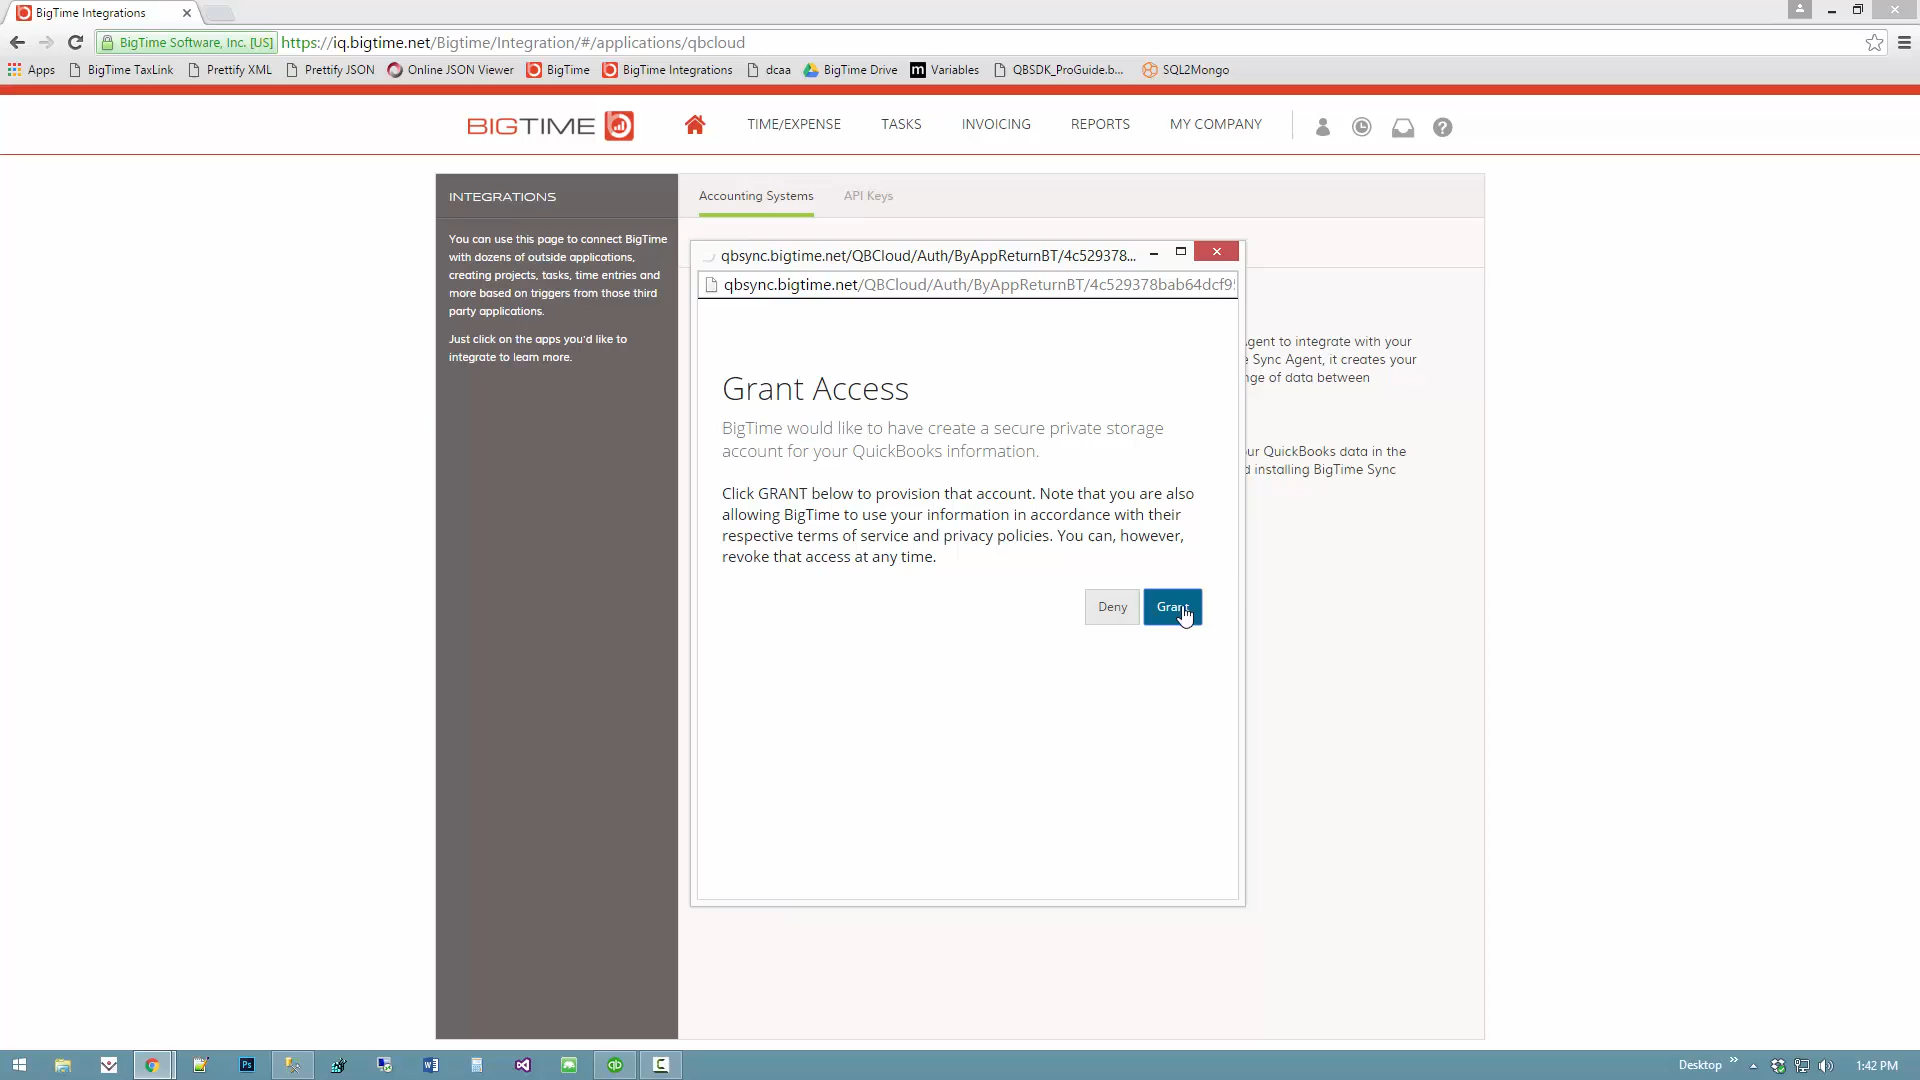 BigTime Integrations
BigTime Software, Inc. [US] https://iq.bigtime.net/Bigtime/Integration/#/applications/qbcloud
Apps BigTime TaxLink Prettify XML Prettify JSON Online JSON Viewer BigTime BigTime Integrations dcaa BigTime Drive m Variables QBSDK_ProGuide.b... SQL2Mongo
BIGTIME TIME/EXPENSE TASKS INVOICING REPORTS MY COMPANY ?
INTEGRATIONS
Accounting Systems API Keys
You can use this page to connect BigTime
with dozens of outside applications,
creating projects, tasks, time entries and
more based on triggers from those third
party applications.
Just click on the apps you'd like to
integrate to learn more.
qbsync.bigtime.net/QBCloud/Auth/ByAppReturnBT/4c529378...
qbsync.bigtime.net/QBCloud/Auth/ByAppReturnBT/4c529378bab64dcf9
gent to integrate with your
Sync Agent, it creates your
nge of data between
ur QuickBooks data in the
d installing BigTime Sync
Grant Access
BigTime would like to have create a secure private storage
account for your QuickBooks information.
Click GRANT below to provision that account. Note that you are also
allowing BigTime to use your information in accordance with their
respective terms of service and privacy policies. You can, however,
revoke that access at any time.
Deny Grant
Ps qb C Desktop 1:42 PM